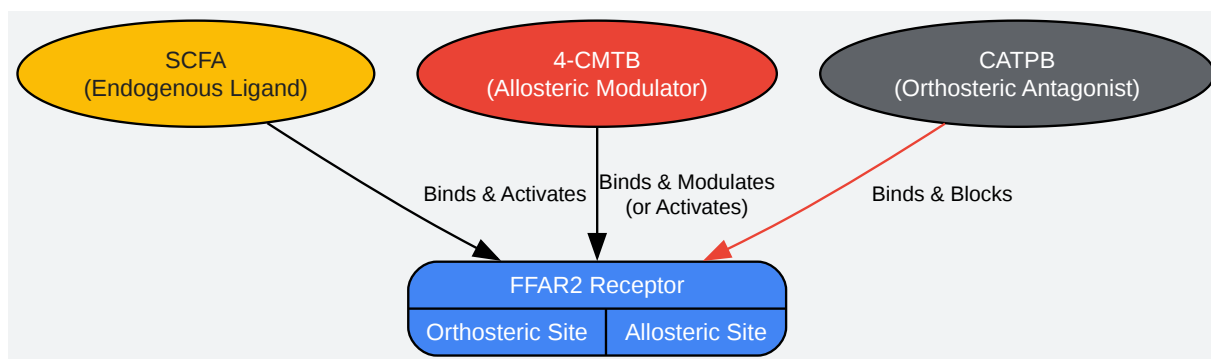 SCFA
(Endogenous Ligand)
4-CMTB
(Allosteric Modulator)
CATPB
(Orthosteric Antagonist)
Binds & Activates
Binds & Modulates
(or Activates)
Binds & Blocks
FFAR2 Receptor
Orthosteric Site
Allosteric Site